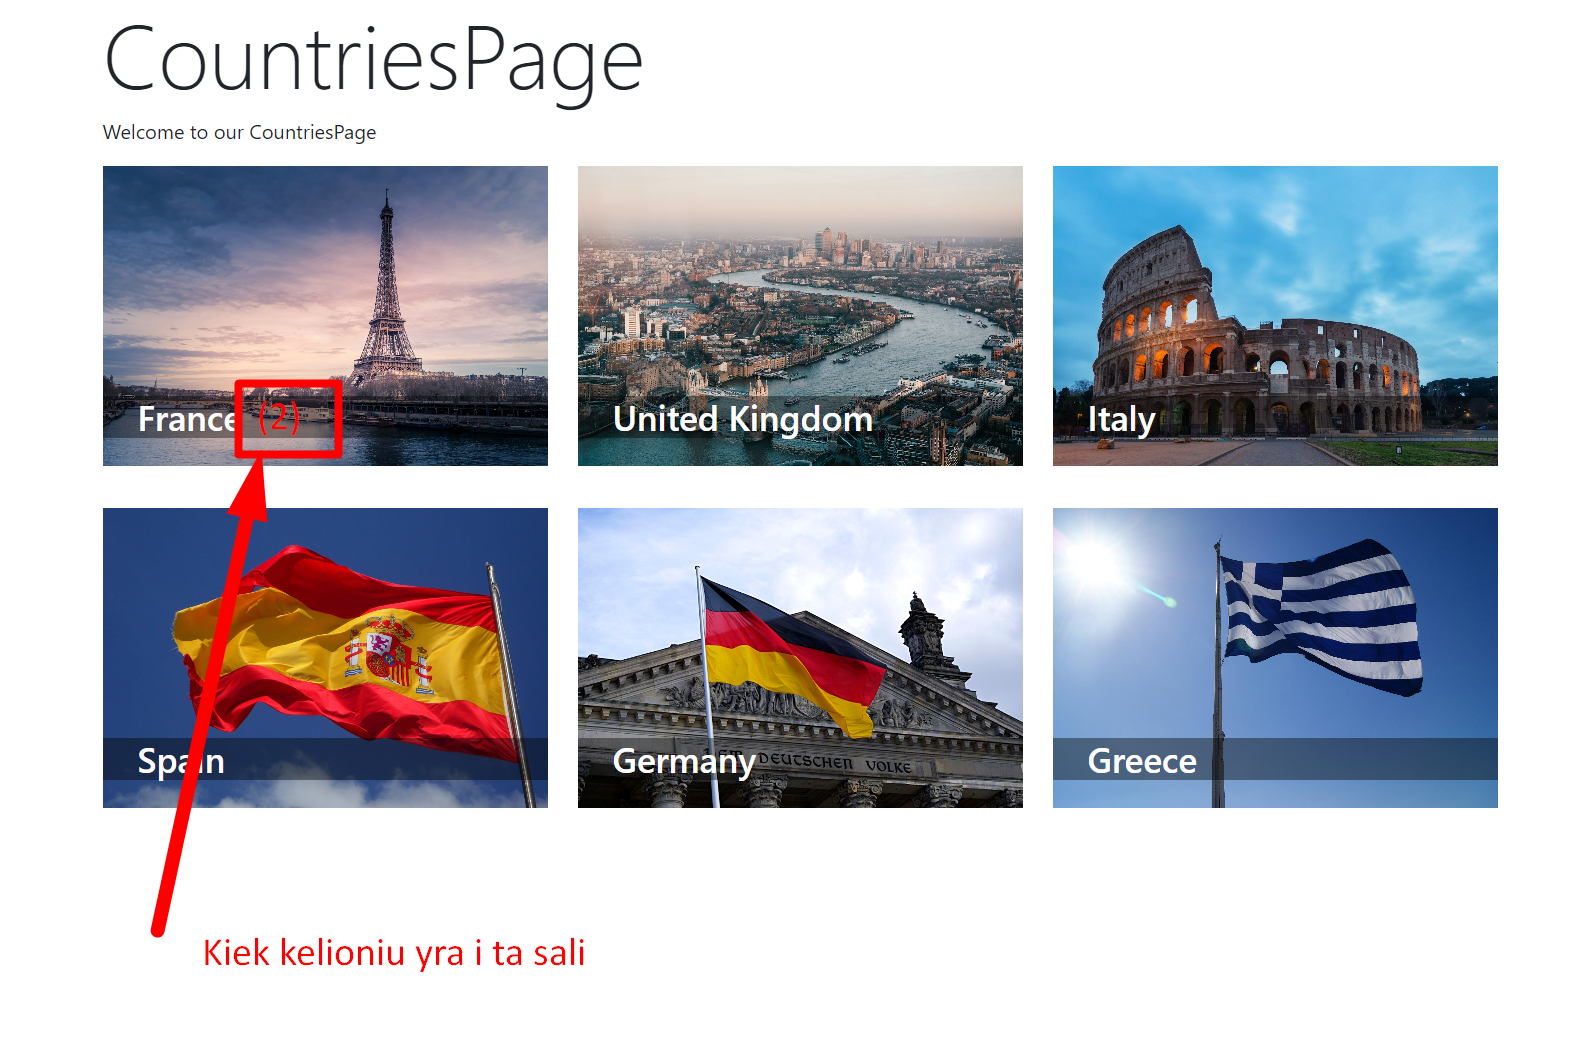 CountriesPage
Welcome to our CountriesPage
France (2)
United Kingdom
Italy
Spain
DEM DEUTSCHEN VOLKE
Germany
Greece
Kiek kelioniu yra i ta sali